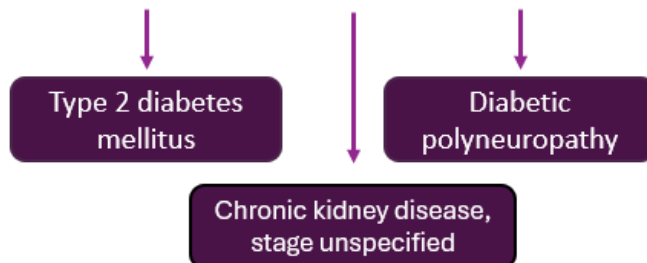 Type 2 diabetes
mellitus
Diabetic
polyneuropathy
Chronic kidney disease,
stage unspecified